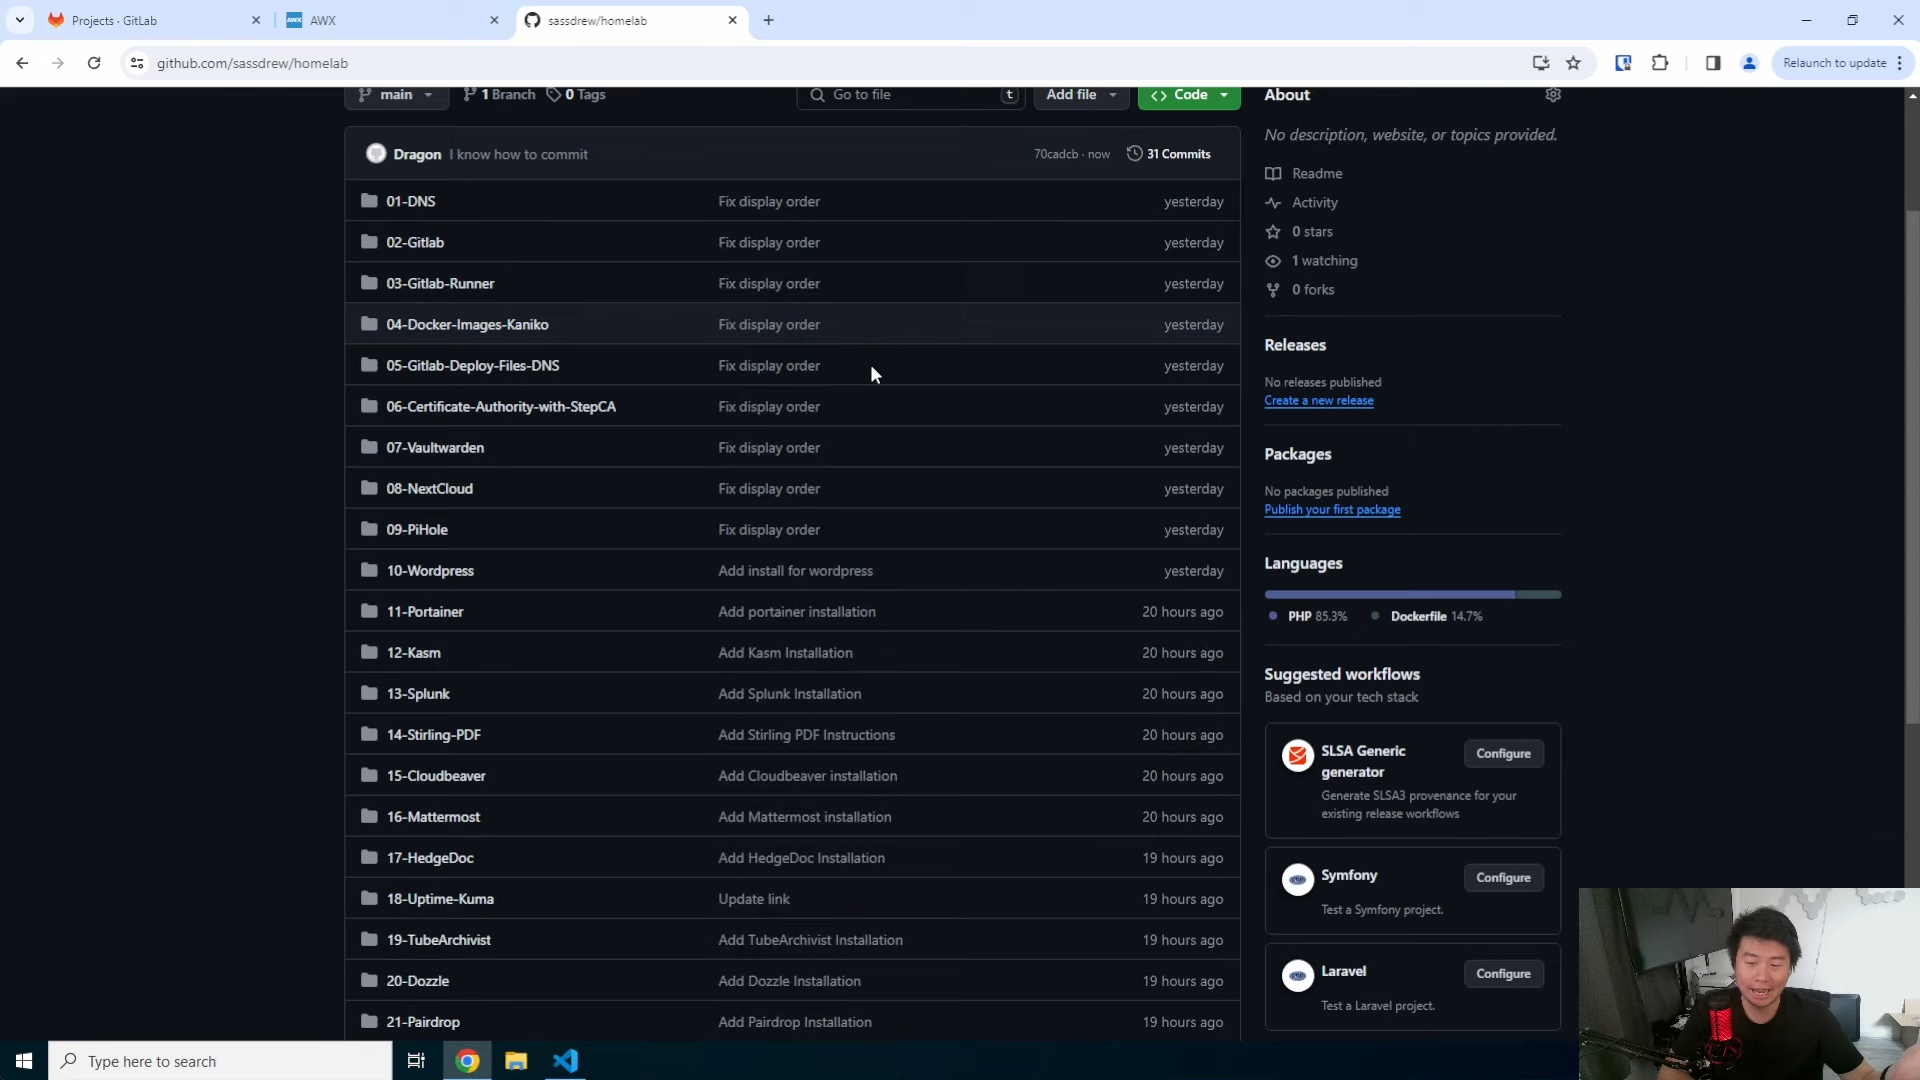 Projects · GitLab
AWX
AWX
sassdrew/homelab
github.com/sassdrew/homelab
Relaunch to update
main
1 Branch
0 Tags
Go to file
t
Add file
Code
About
No description, website, or topics provided.
Dragon
I know how to commit
70cadcb · now
31 Commits
Readme
Activity
0 stars
1 watching
0 forks
01-DNS
Fix display order
yesterday
02-Gitlab
Fix display order
yesterday
03-Gitlab-Runner
Fix display order
yesterday
04-Docker-Images-Kaniko
Fix display order
yesterday
05-Gitlab-Deploy-Files-DNS
Fix display order
yesterday
06-Certificate-Authority-with-StepCA
Fix display order
yesterday
07-Vaultwarden
Fix display order
yesterday
08-NextCloud
Fix display order
yesterday
09-PiHole
Fix display order
yesterday
10-Wordpress
Add install for wordpress
yesterday
11-Portainer
Add portainer installation
20 hours ago
12-Kasm
Add Kasm Installation
20 hours ago
13-Splunk
Add Splunk Installation
20 hours ago
14-Stirling-PDF
Add Stirling PDF Instructions
20 hours ago
15-Cloudbeaver
Add Cloudbeaver installation
20 hours ago
16-Mattermost
Add Mattermost installation
20 hours ago
17-HedgeDoc
Add HedgeDoc Installation
19 hours ago
18-Uptime-Kuma
Update link
19 hours ago
19-TubeArchivist
Add TubeArchivist Installation
19 hours ago
20-Dozzle
Add Dozzle Installation
19 hours ago
21-Pairdrop
Add Pairdrop Installation
19 hours ago
Releases
No releases published
Create a new release
Packages
No packages published
Publish your first package
Languages
PHP 85.3%
Dockerfile 14.7%
Suggested workflows
Based on your tech stack
SLSA Generic
generator
Configure
Generate SLSA3 provenance for your
existing release workflows
php
Symfony
Configure
Test a Symfony project.
php
Laravel
Configure
Test a Laravel project.
Type here to search